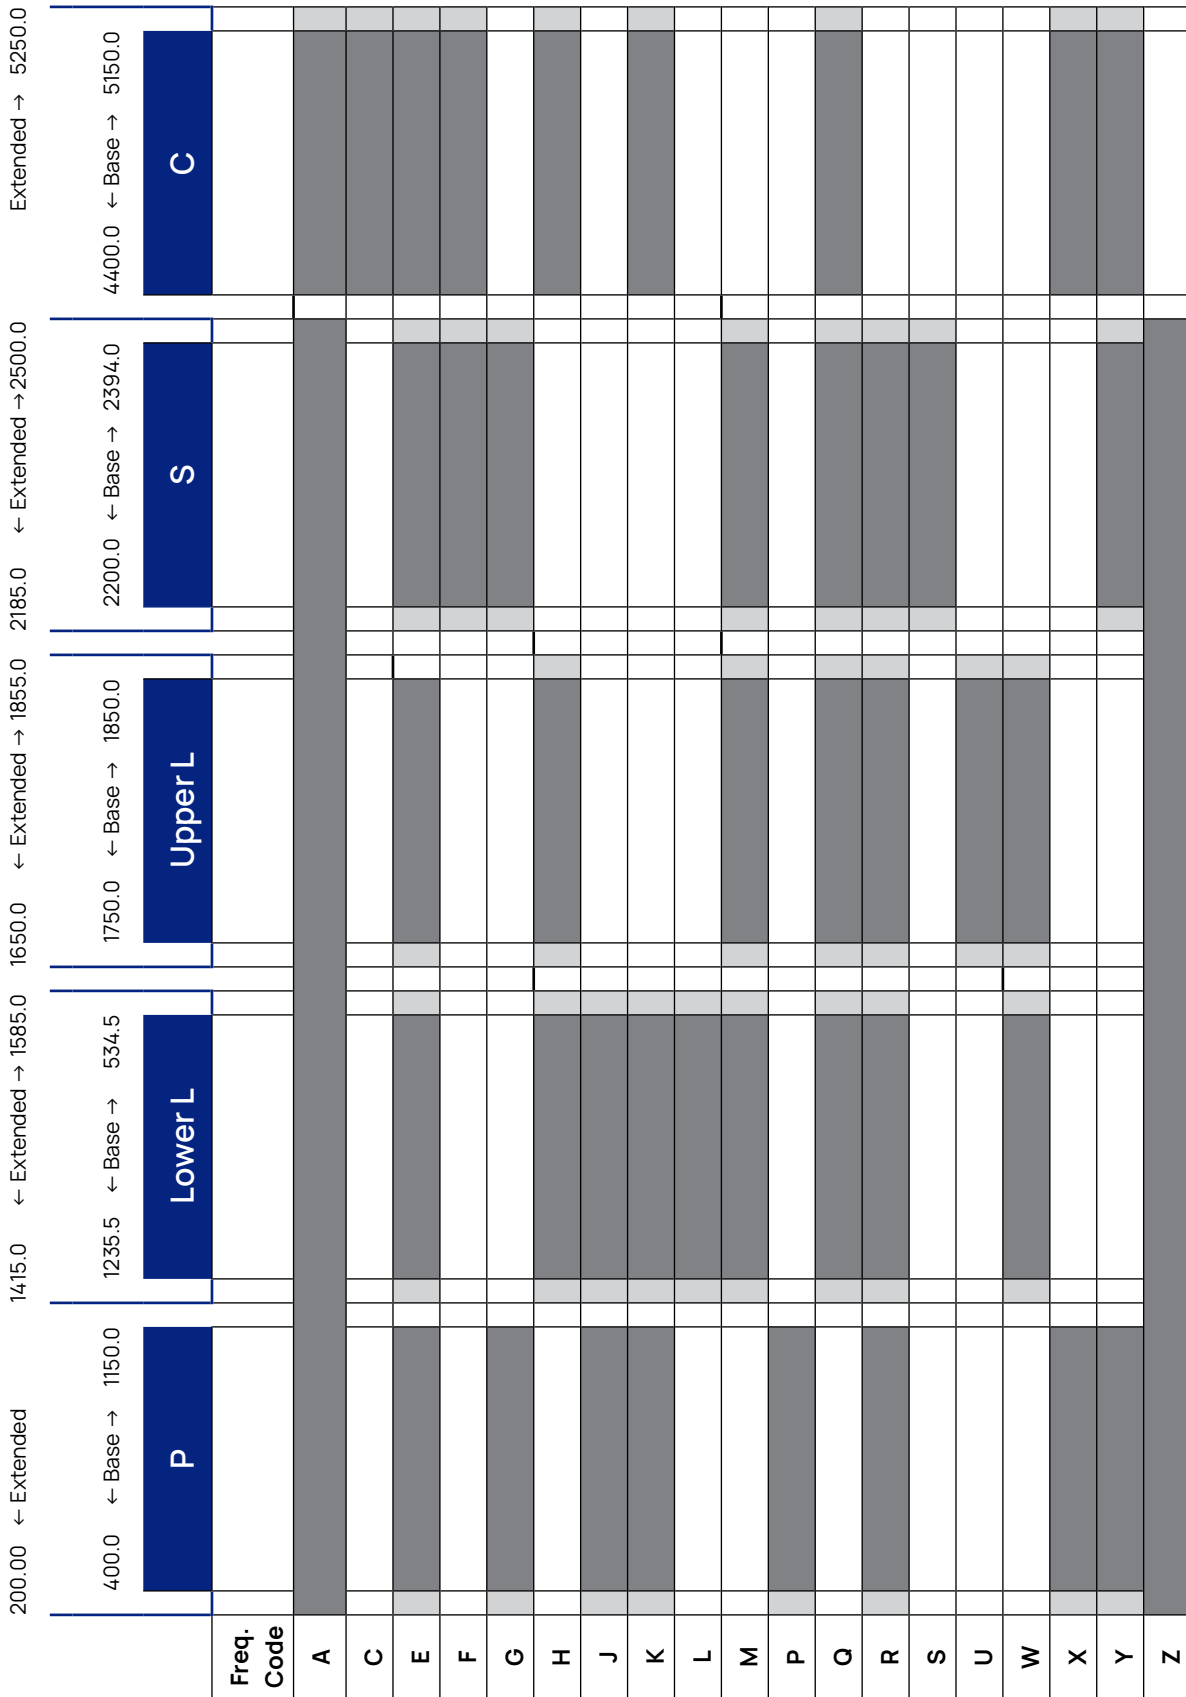 200.00 ← Extended 1415.0 ← Extended → 1585.0 1650.0 ← Extended → 1855.0 2185.0 ← Extended →2500.0 Extended → 5250.0
400.0 ← Base → 1150.0 1235.5 ← Base → 534.5 1750.0 ← Base → 1850.0 2200.0 ← Base → 2394.0 4400.0 ← Base → 5150.0
P Lower L Upper L S C
Freq.
Code
A
C
E
F
G
H
J
K
L
M
P
Q
R
S
U
W
X
Y
Z